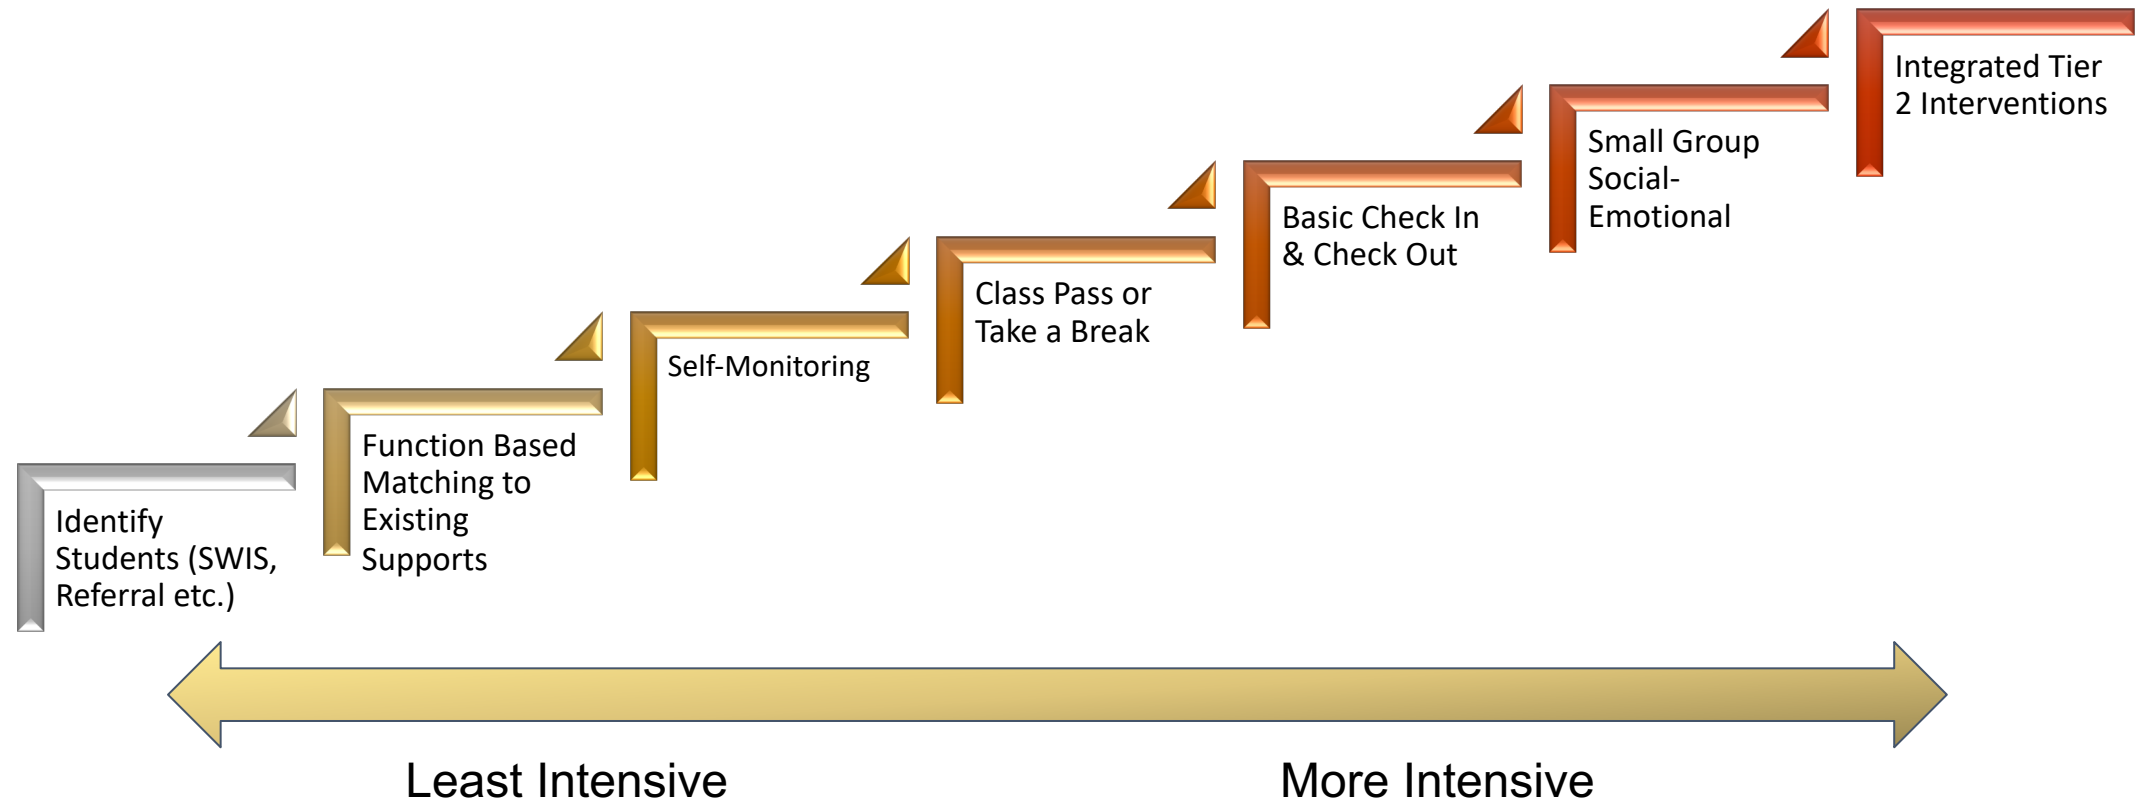 Identify
Students (SWIS,
Referral etc.)
Function Based
Matching to
Existing
Supports
Self-Monitoring
Class Pass or
Take a Break
Basic Check In
& Check Out
Small Group
Social-
Emotional
Integrated Tier
2 Interventions
Least Intensive
More Intensive